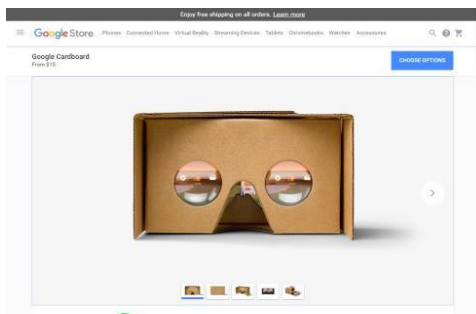 Enjoy free shipping on all orders. Learn more
Google Store Phones Connected Home Virtual Reality Streaming Devices Tablets Chromebooks Watches Accessories
Google Cardboard
From $15
CHOOSE OPTIONS